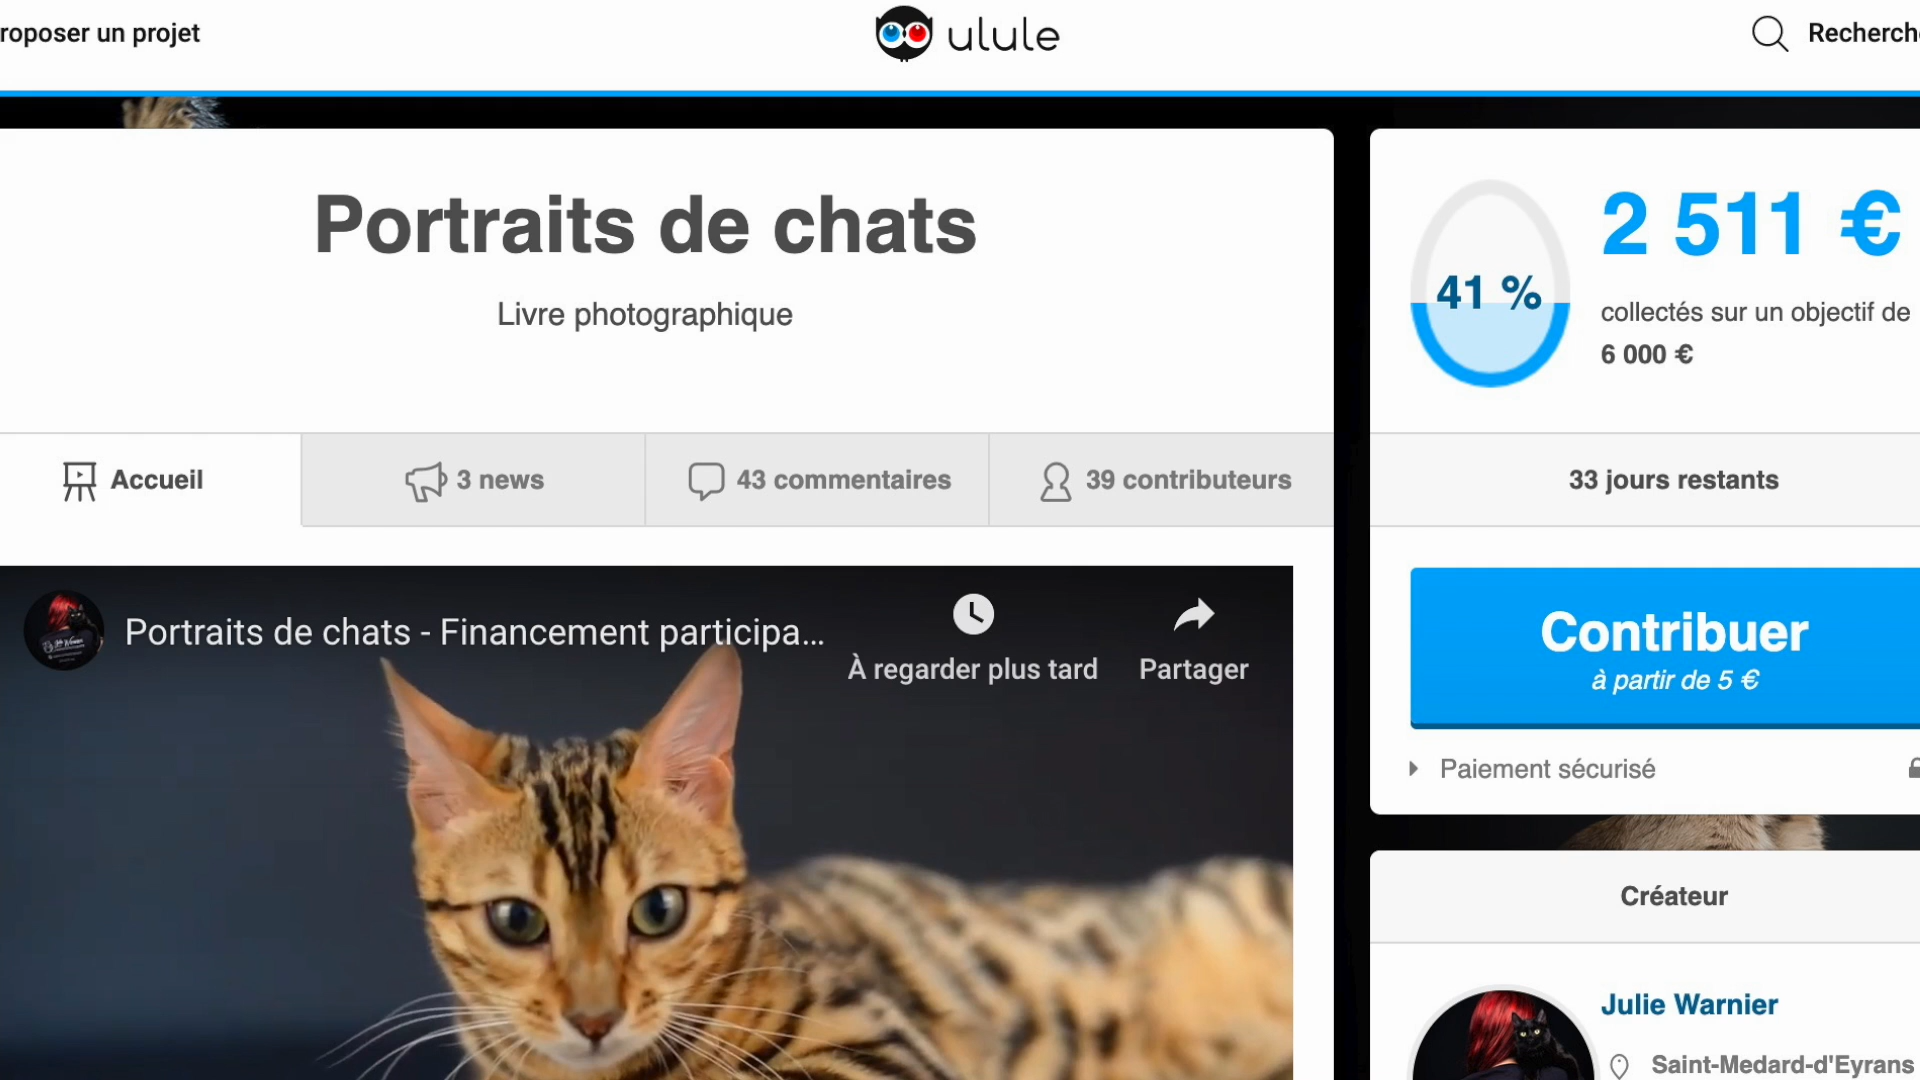 roposer un projet
ulule
Recherch
Portraits de chats
Livre photographique
2 511 €
41 %
collectés sur un objectif de
6 000 €
Accueil
3 news
43 commentaires
39 contributeurs
33 jours restants
Portraits de chats - Financement participa...
À regarder plus tard
Partager
Contribuer
à partir de 5 €
Paiement sécurisé
Créateur
Julie Warnier
Saint-Medard-d'Eyrans